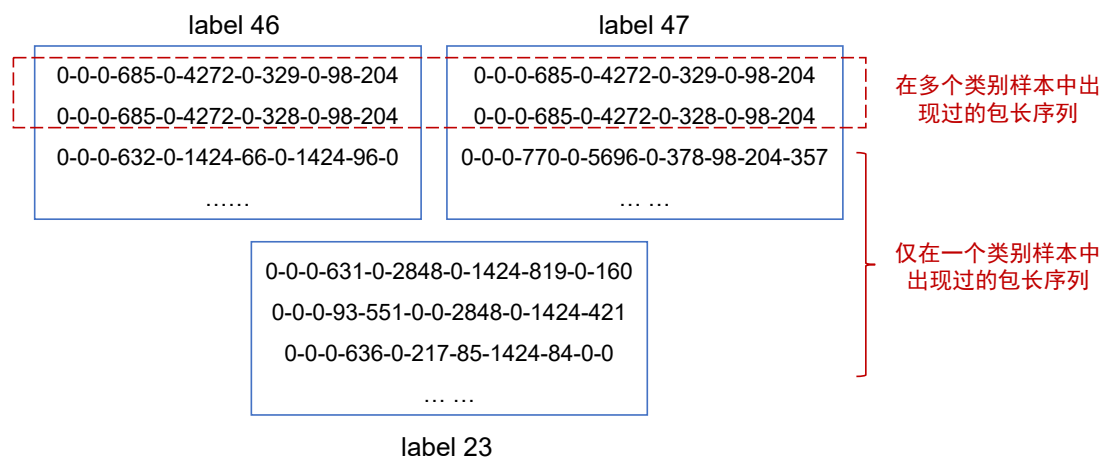 label 46
0-0-0-685-0-4272-0-329-0-98-204
0-0-0-685-0-4272-0-328-0-98-204
0-0-0-632-0-1424-66-0-1424-96-0
……
label 47
0-0-0-685-0-4272-0-329-0-98-204
0-0-0-685-0-4272-0-328-0-98-204
0-0-0-770-0-5696-0-378-98-204-357
… …
在多个类别样本中出
现过的包长序列
0-0-0-631-0-2848-0-1424-819-0-160
0-0-0-93-551-0-0-2848-0-1424-421
0-0-0-636-0-217-85-1424-84-0-0
… …
label 23
仅在一个类别样本中
出现过的包长序列